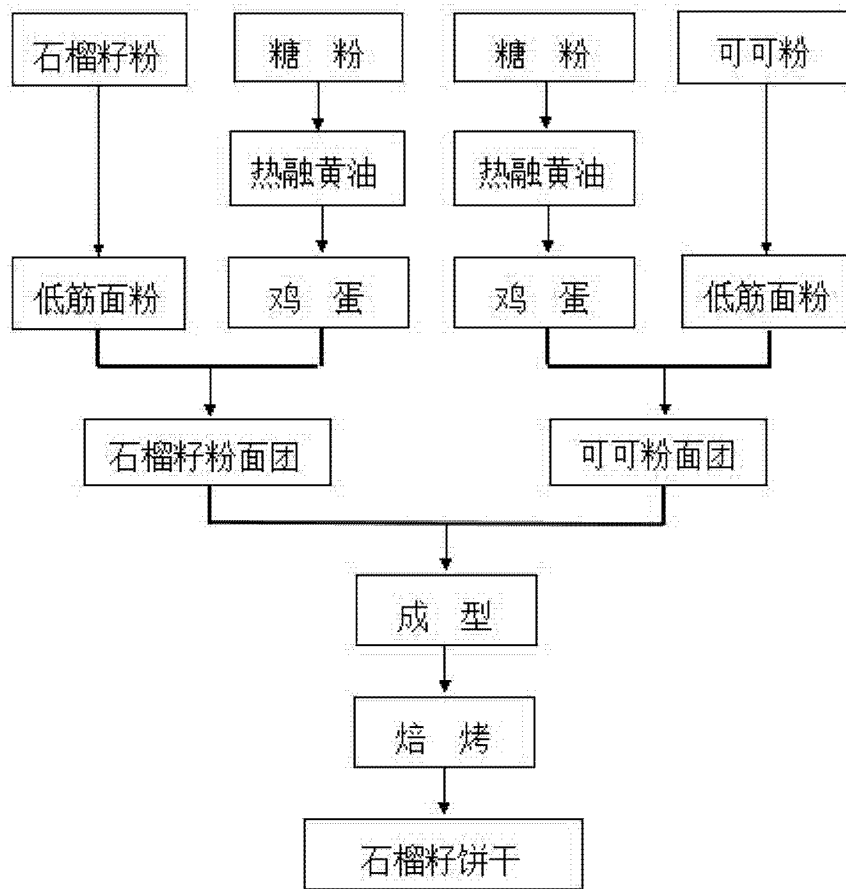 石榴籽粉
糖 粉
糖 粉
可可粉
热融黄油
热融黄油
低筋面粉
鸡 蛋
鸡 蛋
低筋面粉
石榴籽粉面团
可可粉面团
成 型
焙 烤
石榴籽饼干